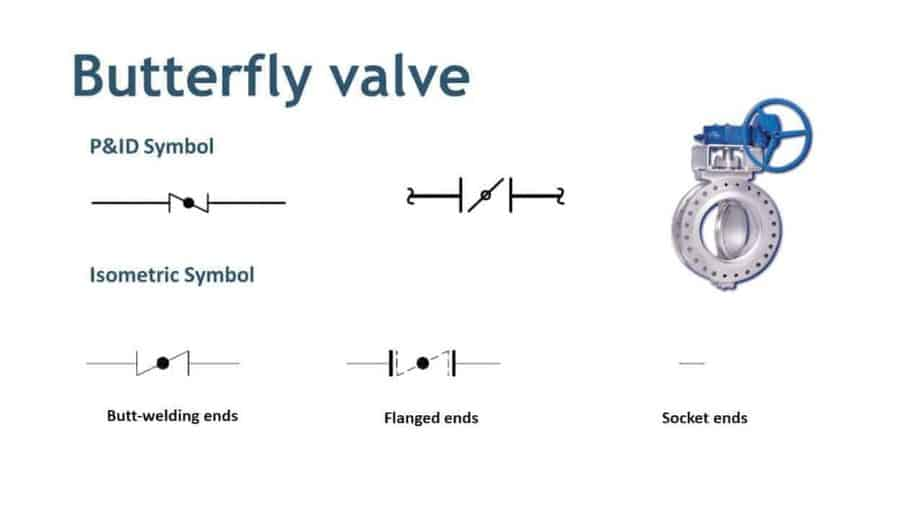 Butterfly valve
P&ID Symbol
Isometric Symbol
Butt-welding ends
Flanged ends
Socket ends